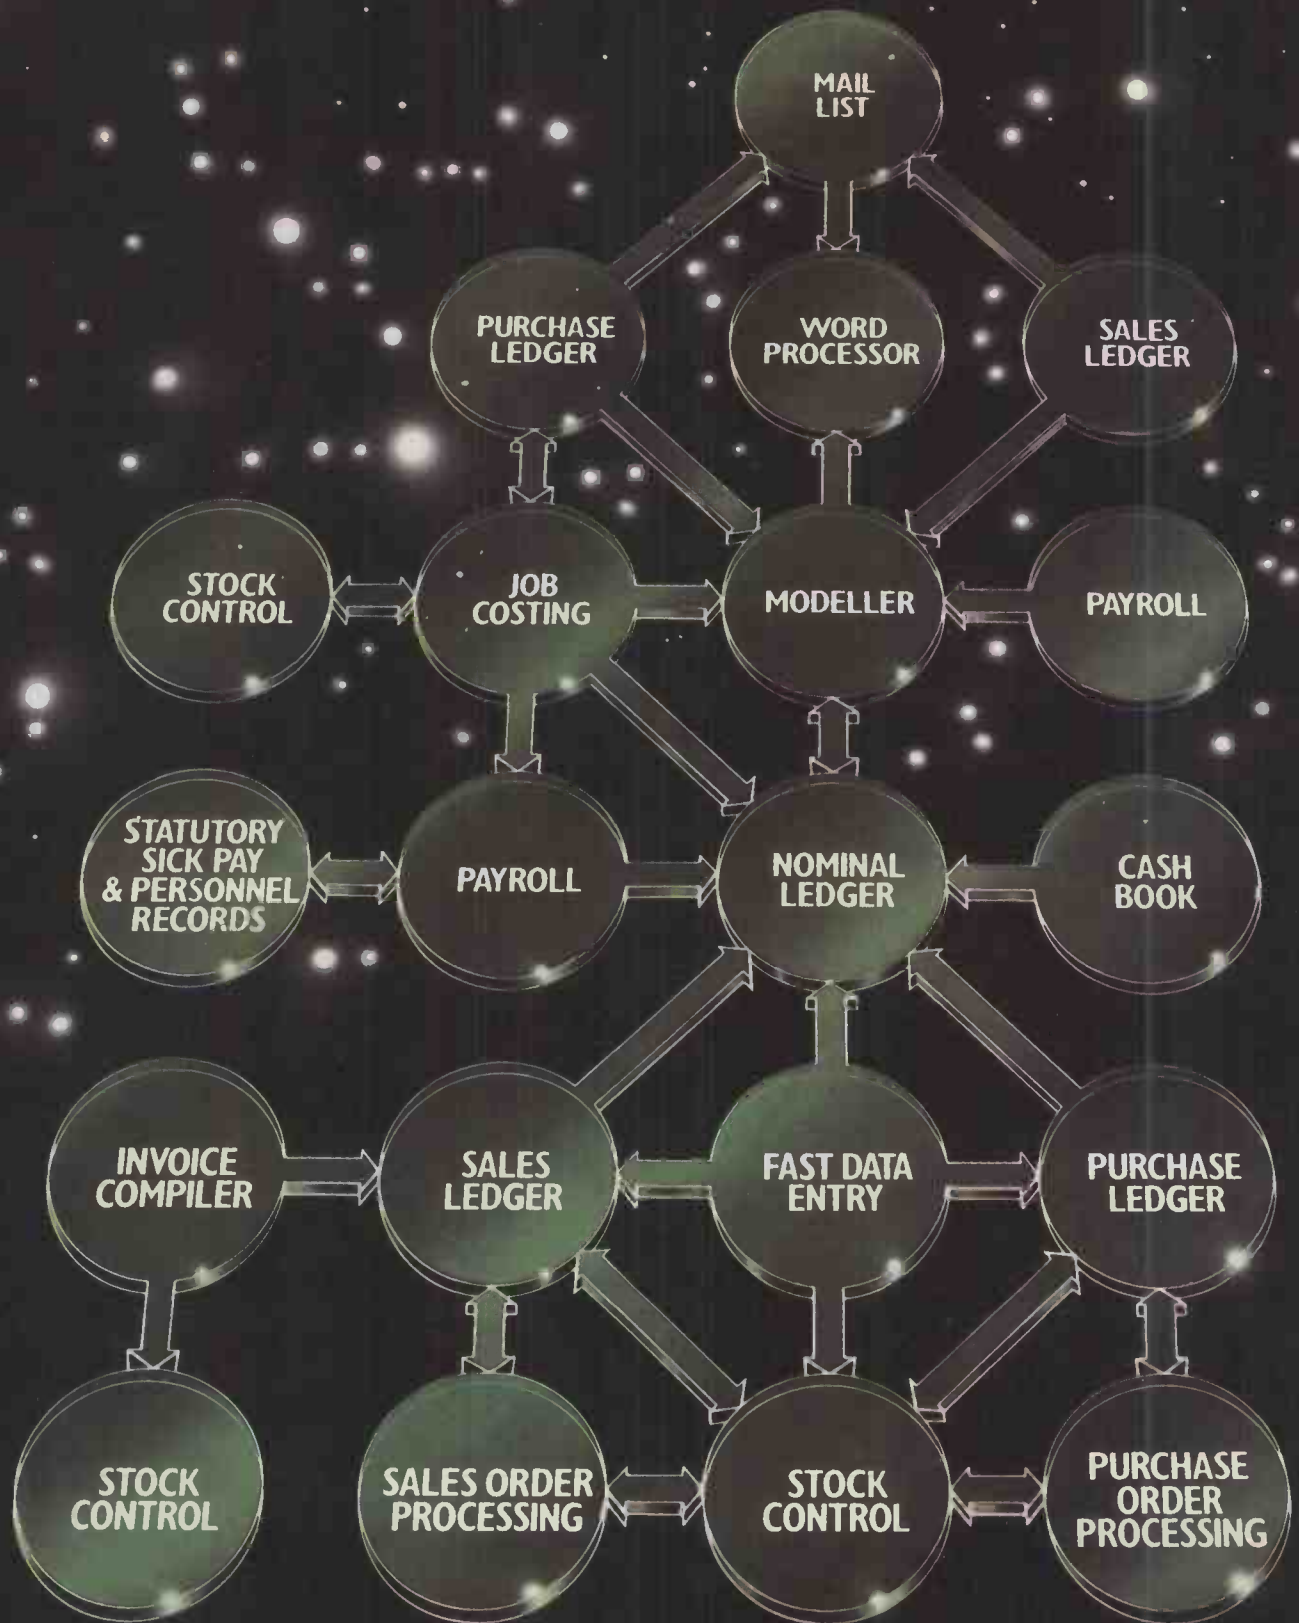 MAIL
LIST
PURCHASE
LEDGER
WORD
PROCESSOR
SALES
LEDGER
STOCK
CONTROL
JOB
COSTING
MODELLER
PAYROLL
STATUTORY
SICK PAY
& PERSONNEL
RECORDS
PAYROLL
NOMINAL
LEDGER
CASH
BOOK
INVOICE
COMPILER
SALES
LEDGER
FAST DATA
ENTRY
PURCHASE
LEDGER
STOCK
CONTROL
SALES ORDER
PROCESSING
STOCK
CONTROL
PURCHASE
ORDER
PROCESSING